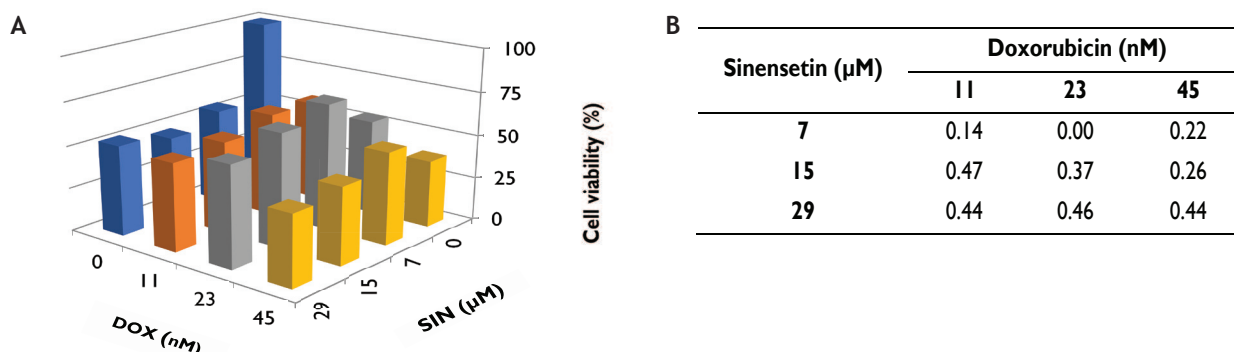 A
100
75
50
25
0
Cell viability (%)
0
11
23
45
DOX (nM)
29
15
7
0
SIN (µM)
B
Sinensetin (µM)
Doxorubicin (nM)
11 23 45
7 0.14 0.00 0.22
15 0.47 0.37 0.26
29 0.44 0.46 0.44